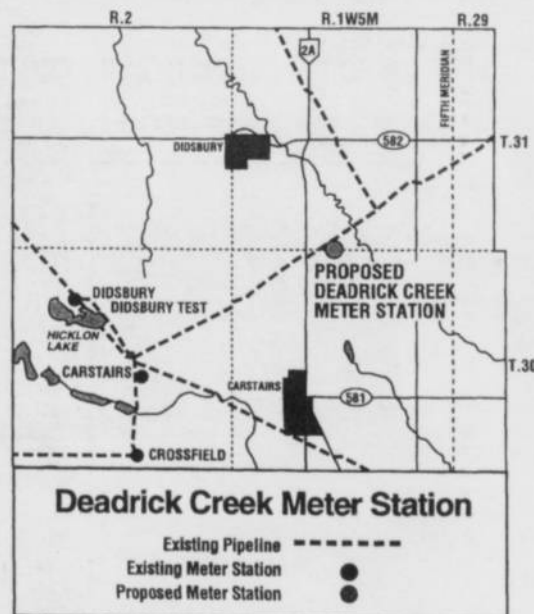 R.2
R.1W5M
R.29
2A
FIFTH MERIDIAN
DIDSBURY
582
T.31
PROPOSED
DEADRICK CREEK
METER STATION
DIDSBURY
DIDSBURY TEST
HICKLON
LAKE
CARSTAIRS
CARSTAIRS
T.30
581
CROSSFIELD
Deadrick Creek Meter Station
Existing Pipeline
Existing Meter Station
Proposed Meter Station